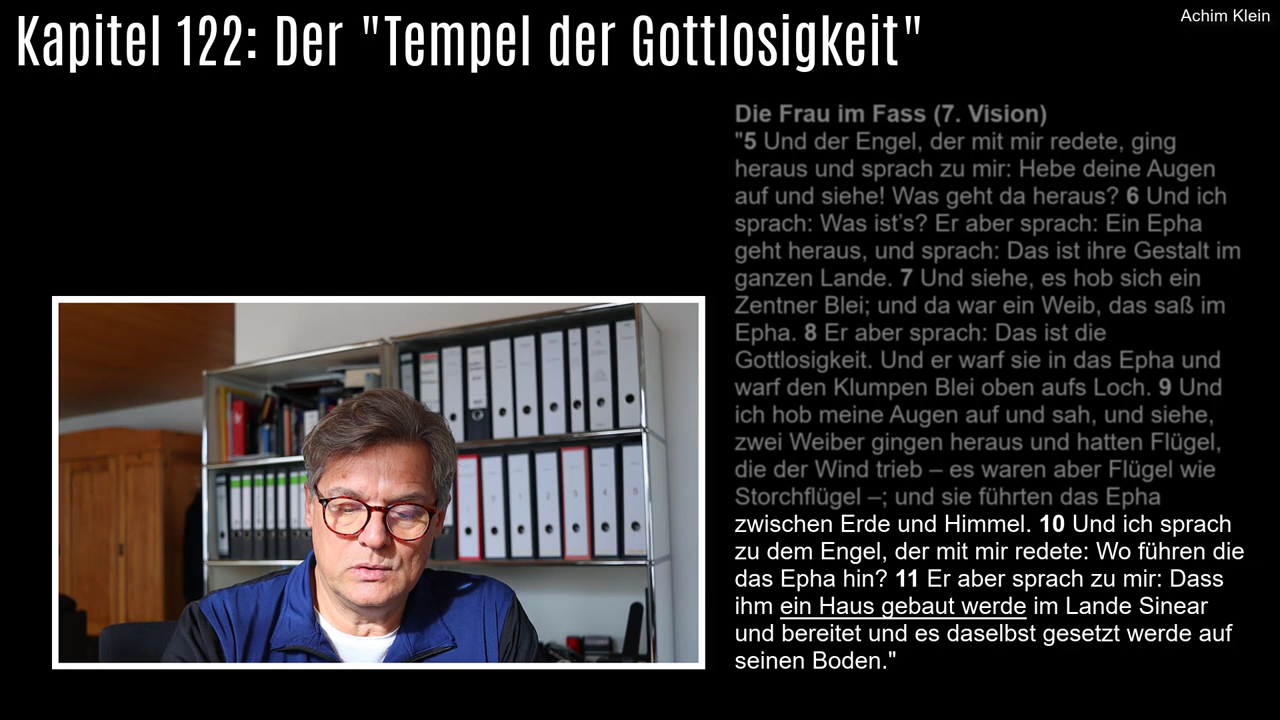 Kapitel 122: Der "Tempel der Gottlosigkeit"
Achim Klein
Die Frau im Fass (7. Vision)
"5 Und der Engel, der mit mir redete, ging
heraus und sprach zu mir: Hebe deine Augen
auf und siehe! Was geht da heraus? 6 Und ich
sprach: Was ist's? Er aber sprach: Ein Epha
geht heraus, und sprach: Das ist ihre Gestalt im
ganzen Lande. 7 Und siehe, es hob sich ein
Zentner Blei; und da war ein Weib, das saß im
Epha. 8 Er aber sprach: Das ist die
Gottlosigkeit. Und er warf sie in das Epha und
warf den Klumpen Blei oben aufs Loch. 9 Und
ich hob meine Augen auf und sah, und siehe,
zwei Weiber gingen heraus und hatten Flügel,
die der Wind trieb – es waren aber Flügel wie
Storchflügel –; und sie führten das Epha
zwischen Erde und Himmel. 10 Und ich sprach
zu dem Engel, der mit mir redete: Wo führen die
das Epha hin? 11 Er aber sprach zu mir: Dass
ihm ein Haus gebaut werde im Lande Sinear
und bereitet und es daselbst gesetzt werde auf
seinen Boden."